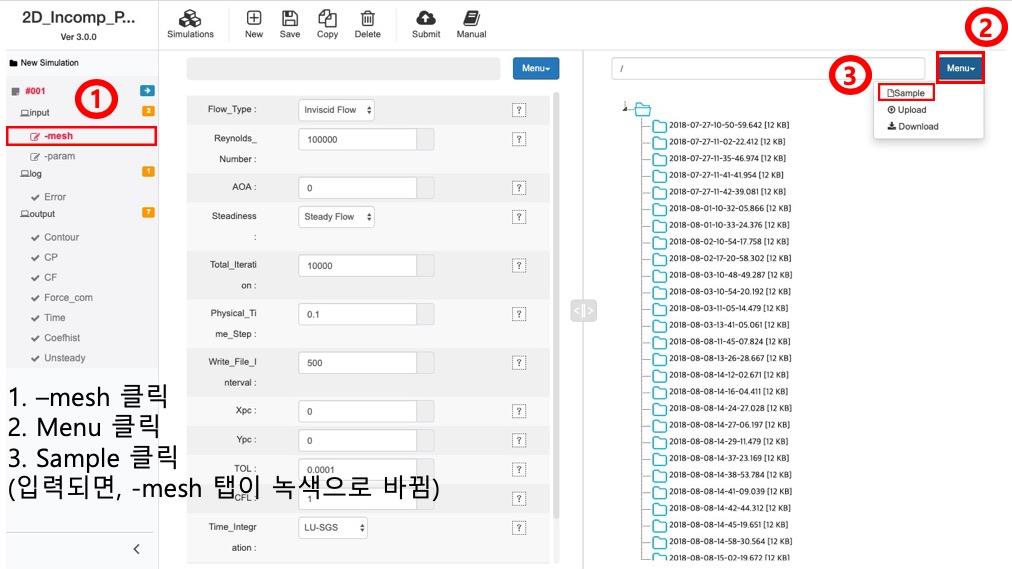 2D_Incomp_P...
Ver 3.0.0
Simulations
New
Save
Copy
Delete
Submit
Manual
2
New Simulation
#001
1
input
2
-mesh
-param
log
1
Error
output
7
Contour
CP
CF
Force_com
Time
Coefhist
Unsteady
1. –mesh 클릭
2. Menu 클릭
3. Sample 클릭
(입력되면, -mesh 탭이 녹색으로 바뀜)
Menu
Flow_Type :
Inviscid Flow
?
Reynolds_
Number :
100000
?
AOA :
0
?
Steadiness
:
Steady Flow
?
Total_Iterati
on :
10000
?
Physical_Ti
me_Step :
0.1
?
Write_File_I
nterval :
500
?
Xpc :
0
?
Ypc :
0
?
TOL :
0.0001
?
CFL :
1
?
Time_Integr
ation :
LU-SGS
?
/
3
Menu
Sample
Upload
Download
2018-07-27-10-50-59.642 [12 KB]
2018-07-27-11-02-22.412 [12 KB]
2018-07-27-11-35-46.974 [12 KB]
2018-07-27-11-41-41.954 [12 KB]
2018-07-27-11-42-39.081 [12 KB]
2018-08-01-10-32-05.866 [12 KB]
2018-08-01-10-33-24.376 [12 KB]
2018-08-02-10-54-17.758 [12 KB]
2018-08-02-17-20-58.302 [12 KB]
2018-08-03-10-48-49.287 [12 KB]
2018-08-03-10-54-20.192 [12 KB]
2018-08-03-11-05-14.479 [12 KB]
2018-08-03-13-41-05.061 [12 KB]
2018-08-08-11-45-07.824 [12 KB]
2018-08-08-13-26-28.667 [12 KB]
2018-08-08-14-12-02.671 [12 KB]
2018-08-08-14-16-04.411 [12 KB]
2018-08-08-14-24-27.028 [12 KB]
2018-08-08-14-27-06.197 [12 KB]
2018-08-08-14-29-11.479 [12 KB]
2018-08-08-14-37-23.169 [12 KB]
2018-08-08-14-38-53.784 [12 KB]
2018-08-08-14-41-09.039 [12 KB]
2018-08-08-14-42-44.312 [12 KB]
2018-08-08-14-45-19.651 [12 KB]
2018-08-08-14-58-30.564 [12 KB]
2018-08-08-15-02-19.672 [12 KB]